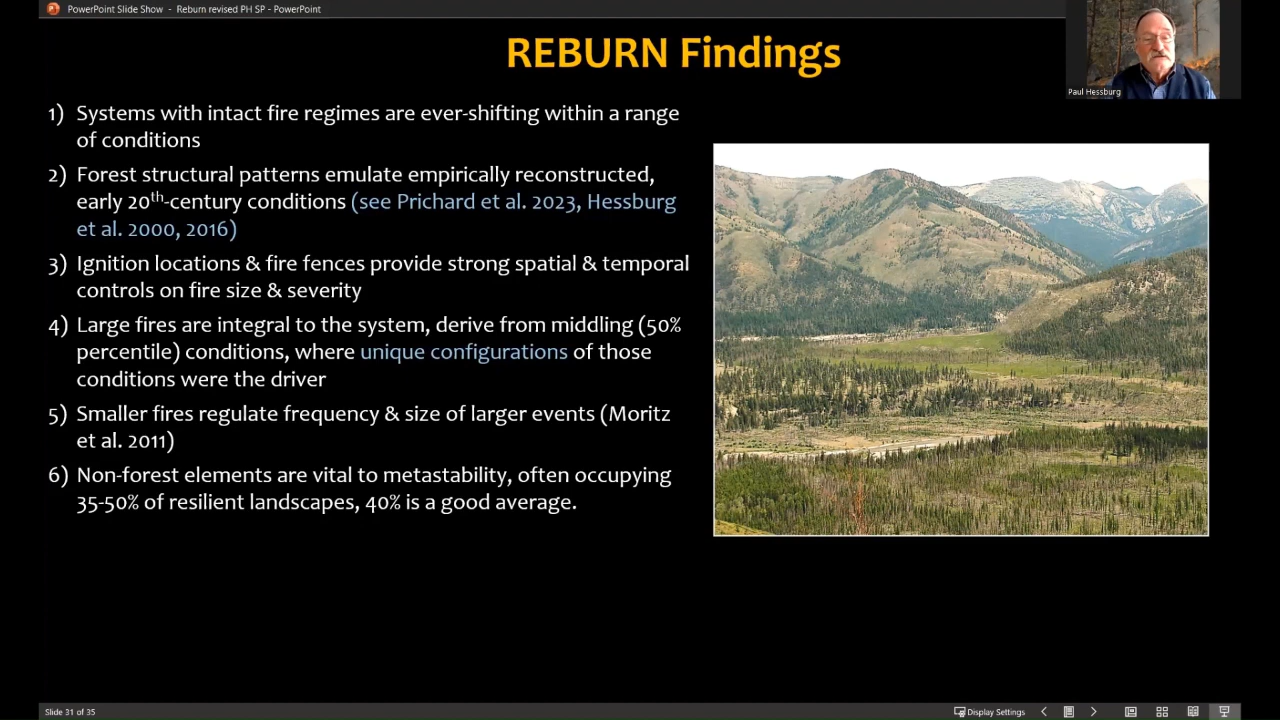 PowerPoint Slide Show - Reburn revised PH SP - PowerPoint
REBURN Findings
Paul Hessburg
1) Systems with intact fire regimes are ever-shifting within a range
of conditions
2) Forest structural patterns emulate empirically reconstructed,
early 20th-century conditions (see Prichard et al. 2023, Hessburg
et al. 2000, 2016)
3) Ignition locations & fire fences provide strong spatial & temporal
controls on fire size & severity
4) Large fires are integral to the system, derive from middling (50%
percentile) conditions, where unique configurations of those
conditions were the driver
5) Smaller fires regulate frequency & size of larger events (Moritz
et al. 2011)
6) Non-forest elements are vital to metastability, often occupying
35-50% of resilient landscapes, 40% is a good average.
Slide 31 of 35
Display Settings